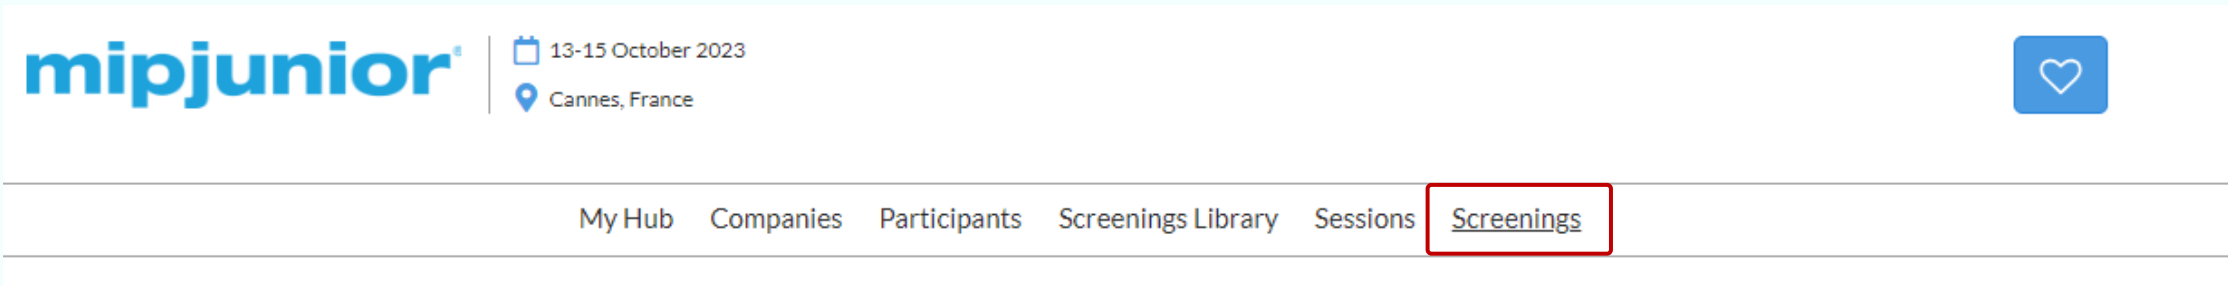 mipjunior®
13-15 October 2023
Cannes, France
My Hub Companies Participants Screenings Library Sessions Screenings